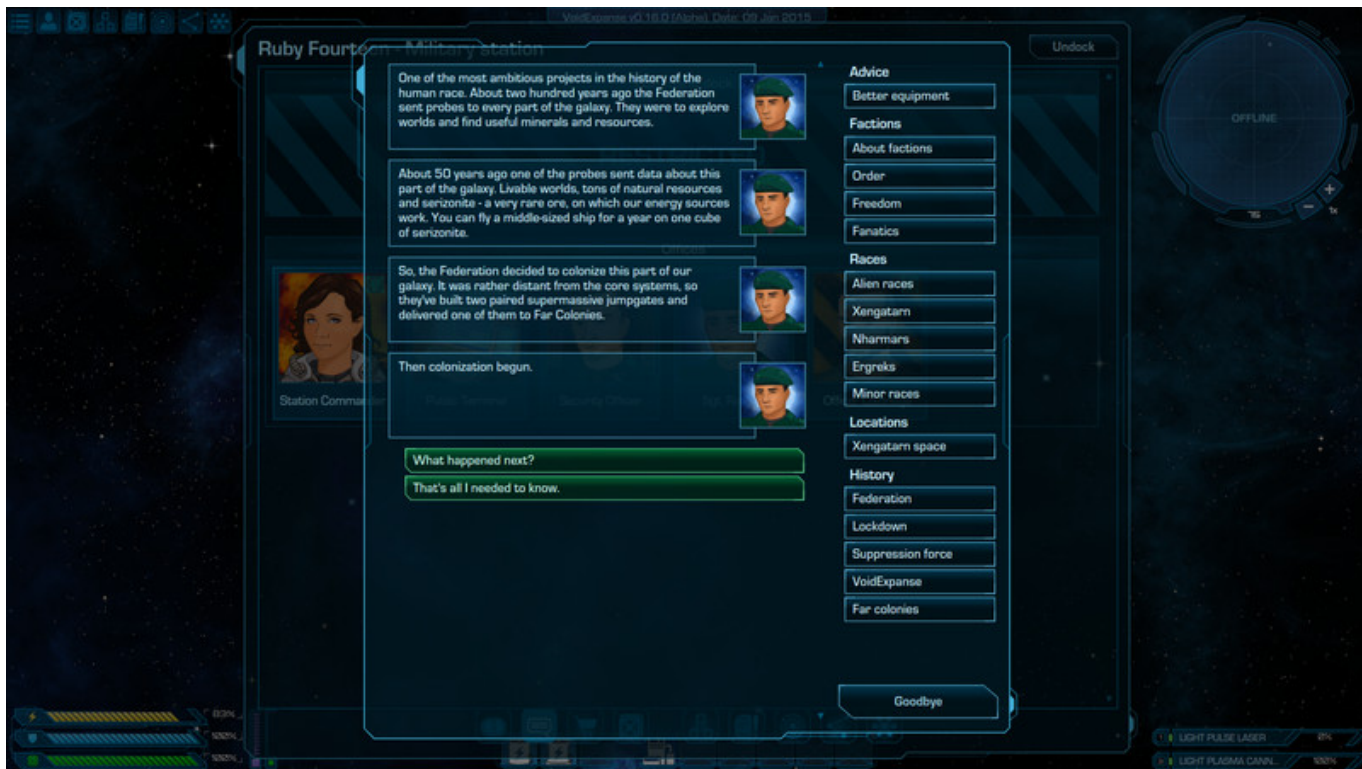 VoidExpanse v0.16.0 (Alpha). Date: 09 Jan 2015
Ruby Fourteen - Military station
Undock
One of the most ambitious projects in the history of the
human race. About two hundred years ago the Federation
sent probes to every part of the galaxy. They were to explore
worlds and find useful minerals and resources.
About 50 years ago one of the probes sent data about this
part of the galaxy. Livable worlds, tons of natural resources
and serizonite - a very rare ore, on which our energy sources
work. You can fly a middle-sized ship for a year on one cube
of serizonite.
Offices
So, the Federation decided to colonize this part of our
galaxy. It was rather distant from the core systems, so
they've built two paired supermassive jumpgates and
delivered one of them to Far Colonies.
Then colonization begun.
Station Comman
What happened next?
That's all I needed to know.
Advice
Better equipment
Factions
About factions
Order
Freedom
Fanatics
Races
Alien races
Xengatarn
Nharmars
Ergreks
Minor races
Locations
Xengatarn space
History
Federation
Lockdown
Suppression force
VoidExpanse
Far colonies
Goodbye
OFFLINE
1x
83%
100%
100%
LIGHT PULSE LASER
0%
LIGHT PLASMA CANN...
100%